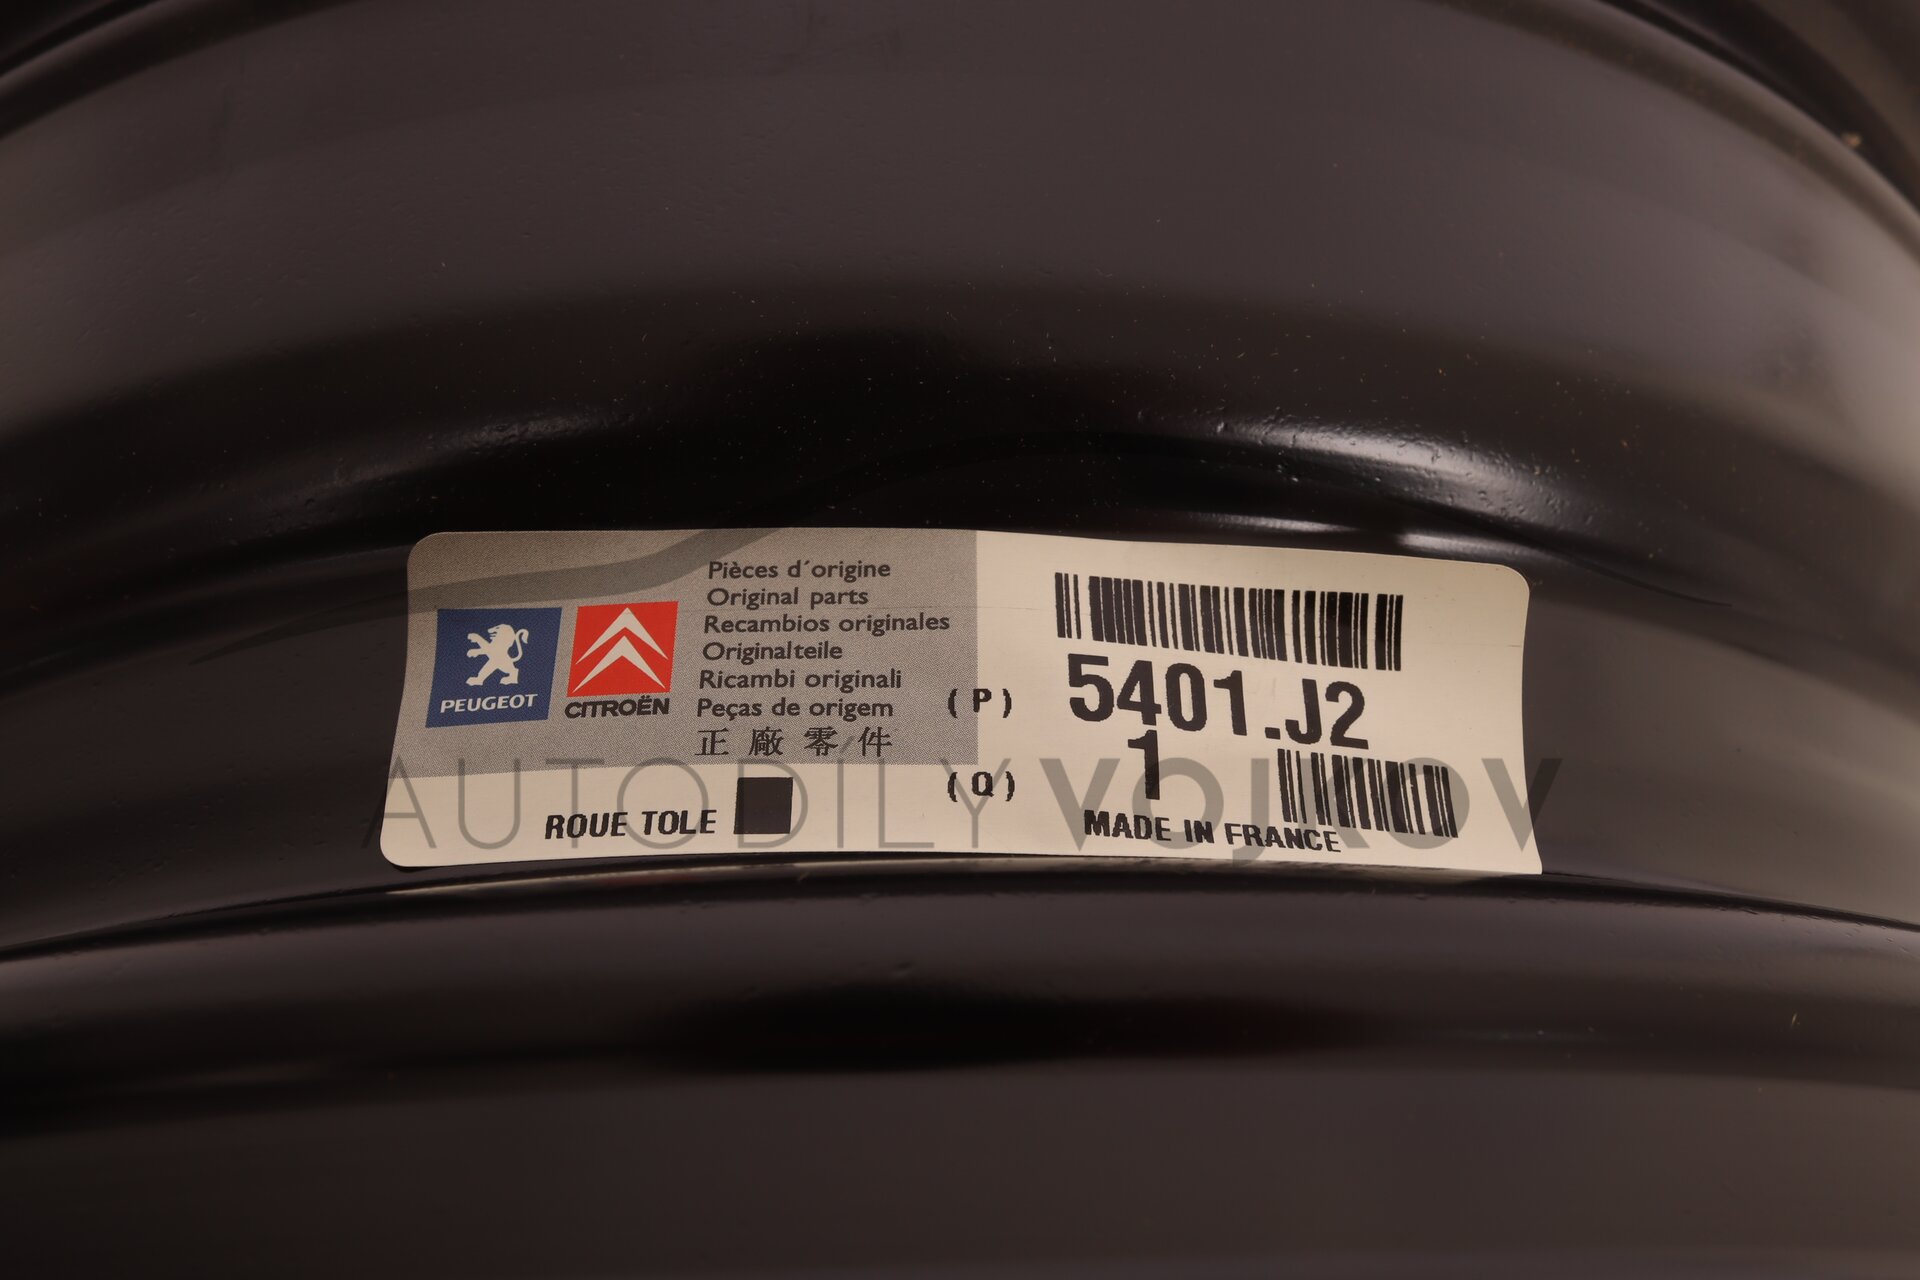 Pièces d´origine
Original parts
Recambios originales
Originalteile
Ricambi originali
Peças de origem
正廠零件
PEUGEOT
CITROËN
ROUE TOLE
(P) 5401.J2
(Q) 1
MADE IN FRANCE
AUTODÍLY VOJKOV